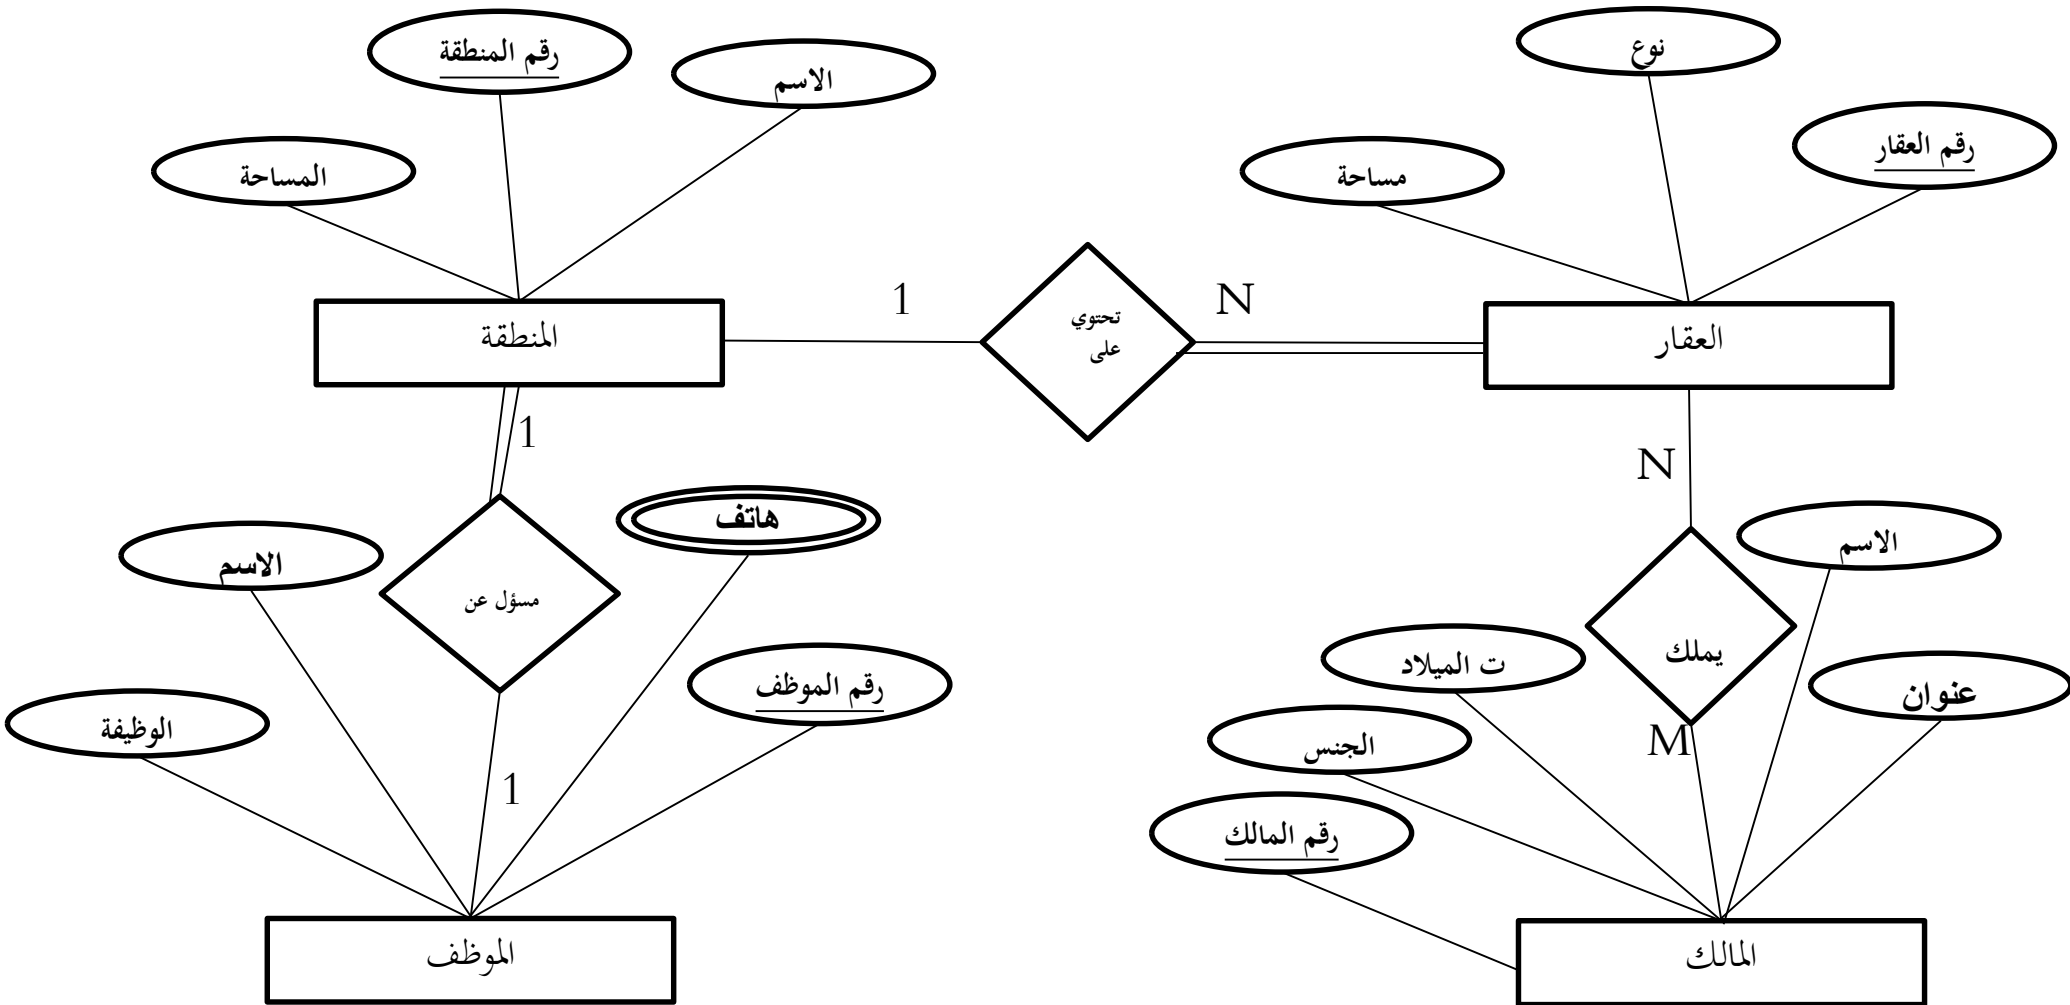 نوع
رقم المنطقة
الاسم
رقم العقار
مساحة
المساحة
N
1
تحتوي
على
العقار
المنطقة
1
N
هاتف
الاسم
الاسم
مسؤل عن
يملك
ت الميلاد
عنوان
رقم الموظف
الوظيفة
الجنس
M
1
رقم المالك
المالك
الموظف